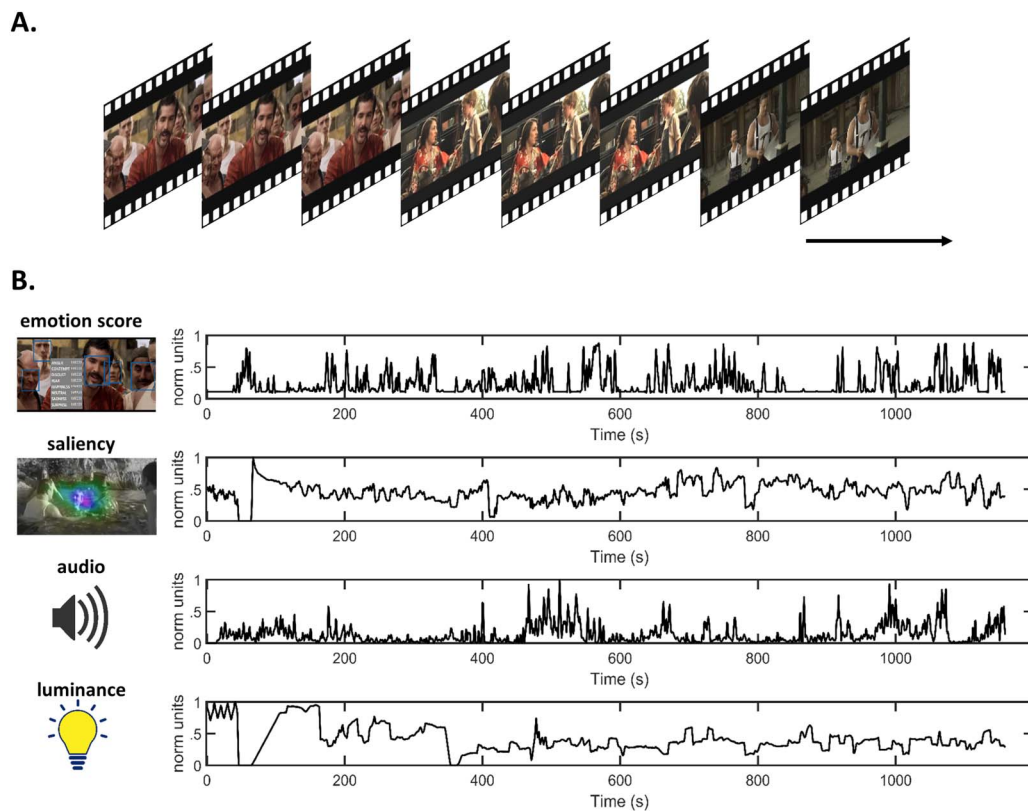 A.
B.
emotion score
norm units
1
.5
0
0 200 400 600 800 1000
Time (s)
saliency
norm units
1
.5
0
0 200 400 600 800 1000
Time (s)
audio
norm units
1
.5
0
0 200 400 600 800 1000
Time (s)
luminance
norm units
1
.5
0
0 200 400 600 800 1000
Time (s)